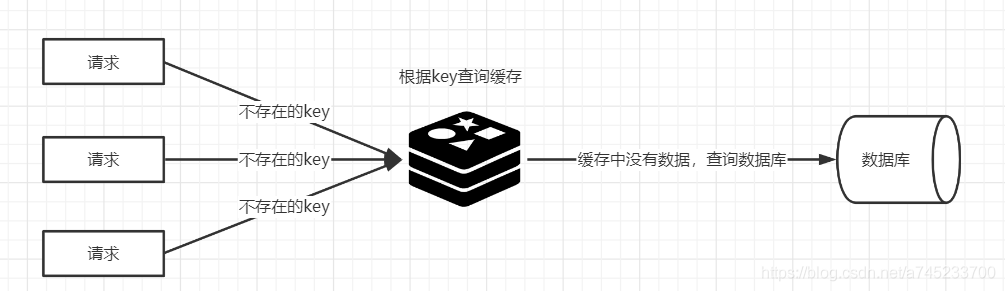 请求
根据key查询缓存
不存在的key
请求
不存在的key
缓存中没有数据，查询数据库
数据库
不存在的key
请求
https://blog.csdn.net/a745233700